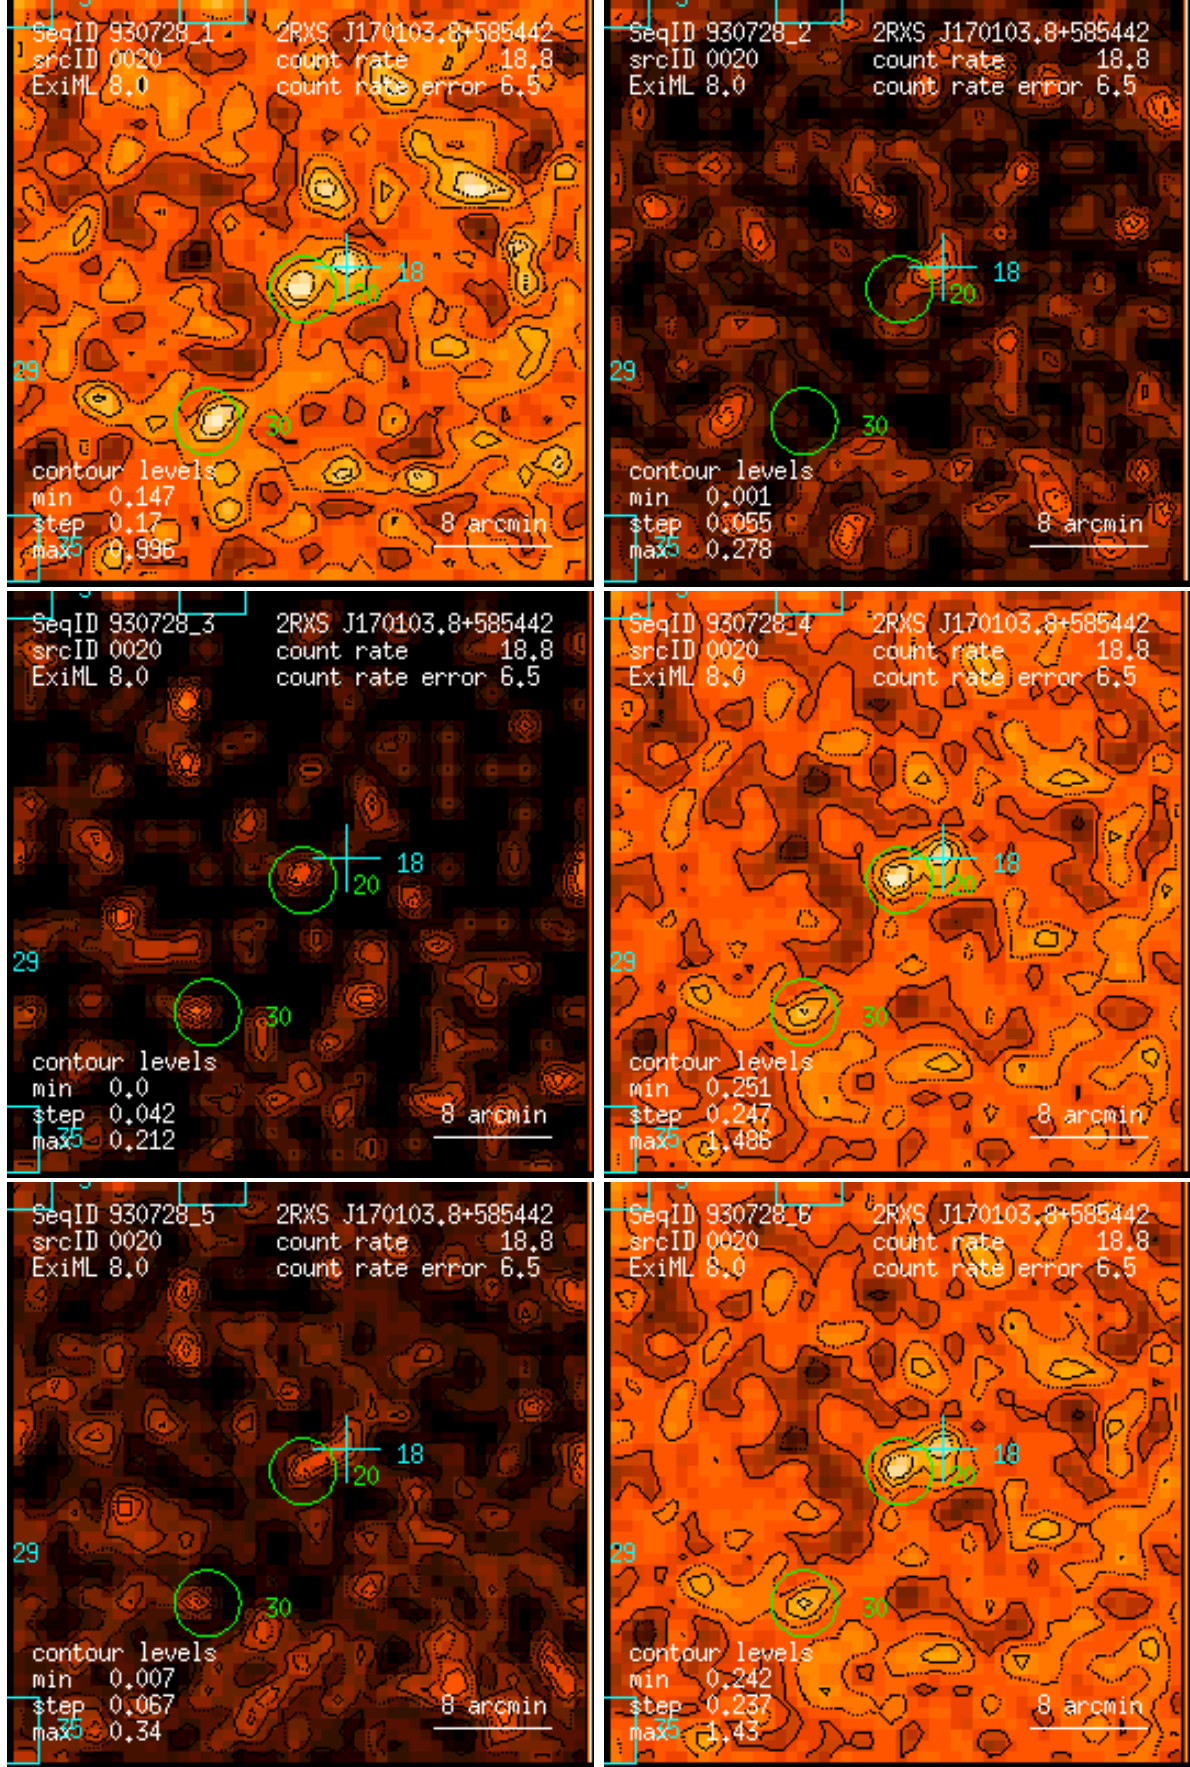 SeqID 930728_1 2RXS J170103.8+585442
srcID 0020 count rate 18.8
ExiML 8.0 count rate error 6.5
18
20
29
30
contour levels
min 0.147
step 0.17 8 arcmin
max 0.996
35
SeqID 930728_2 2RXS J170103.8+585442
srcID 0020 count rate 18.8
ExiML 8.0 count rate error 6.5
18
20
29
30
contour levels
min 0.001
step 0.055 8 arcmin
max 0.278
35
SeqID 930728_3 2RXS J170103.8+585442
srcID 0020 count rate 18.8
ExiML 8.0 count rate error 6.5
18
20
29
30
contour levels
min 0.0
step 0.042 8 arcmin
max 0.212
35
SeqID 930728_4 2RXS J170103.8+585442
srcID 0020 count rate 18.8
ExiML 8.0 count rate error 6.5
18
20
29
30
contour levels
min 0.251
step 0.247 8 arcmin
max 1.486
35
SeqID 930728_5 2RXS J170103.8+585442
srcID 0020 count rate 18.8
ExiML 8.0 count rate error 6.5
18
20
29
30
contour levels
min 0.007
step 0.067 8 arcmin
max 0.34
35
SeqID 930728_6 2RXS J170103.8+585442
srcID 0020 count rate 18.8
ExiML 8.0 count rate error 6.5
18
20
29
30
contour levels
min 0.242
step 0.237 8 arcmin
max 1.43
35